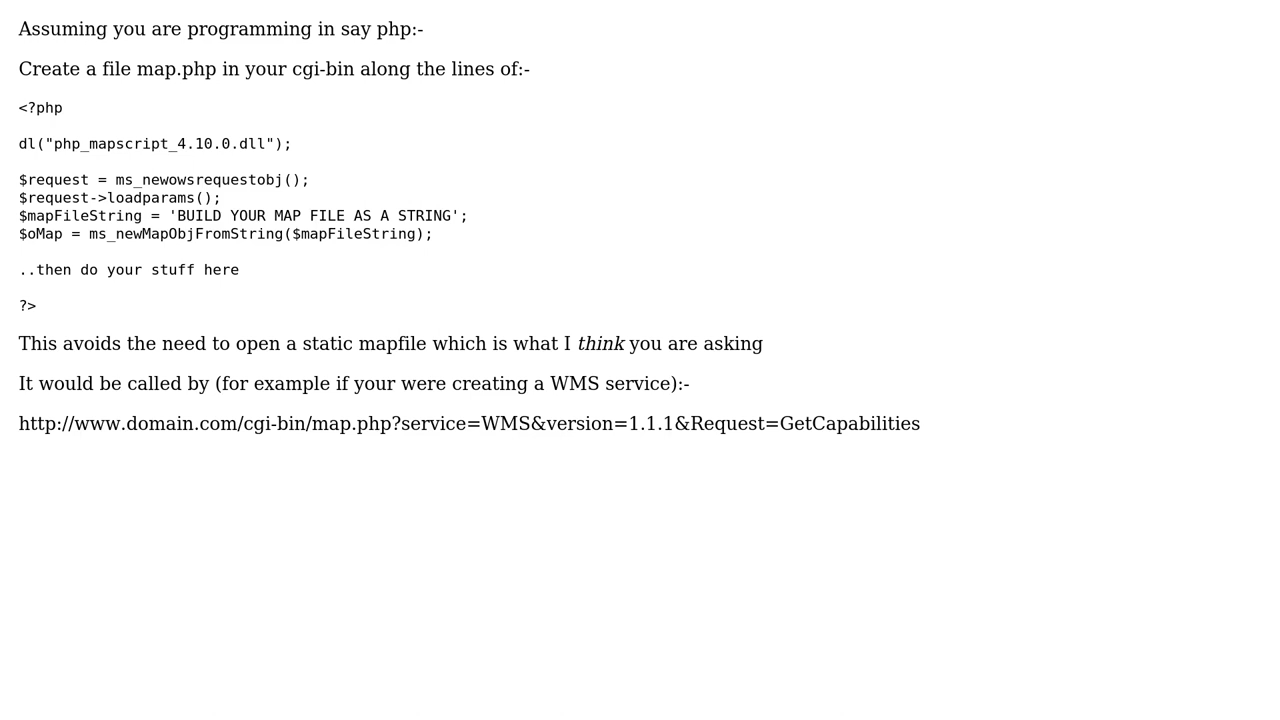 Assuming you are programming in say php:-
Create a file map.php in your cgi-bin along the lines of:-
<?php
dl("php_mapscript_4.10.0.dll");
$request = ms_newowsrequestobj();
$request->loadparams();
$mapFileString = 'BUILD YOUR MAP FILE AS A STRING';
$oMap = ms_newMapObjFromString($mapFileString);
..then do your stuff here
?>
This avoids the need to open a static mapfile which is what I think you are asking
It would be called by (for example if your were creating a WMS service):-
http://www.domain.com/cgi-bin/map.php?service=WMS&version=1.1.1&Request=GetCapabilities